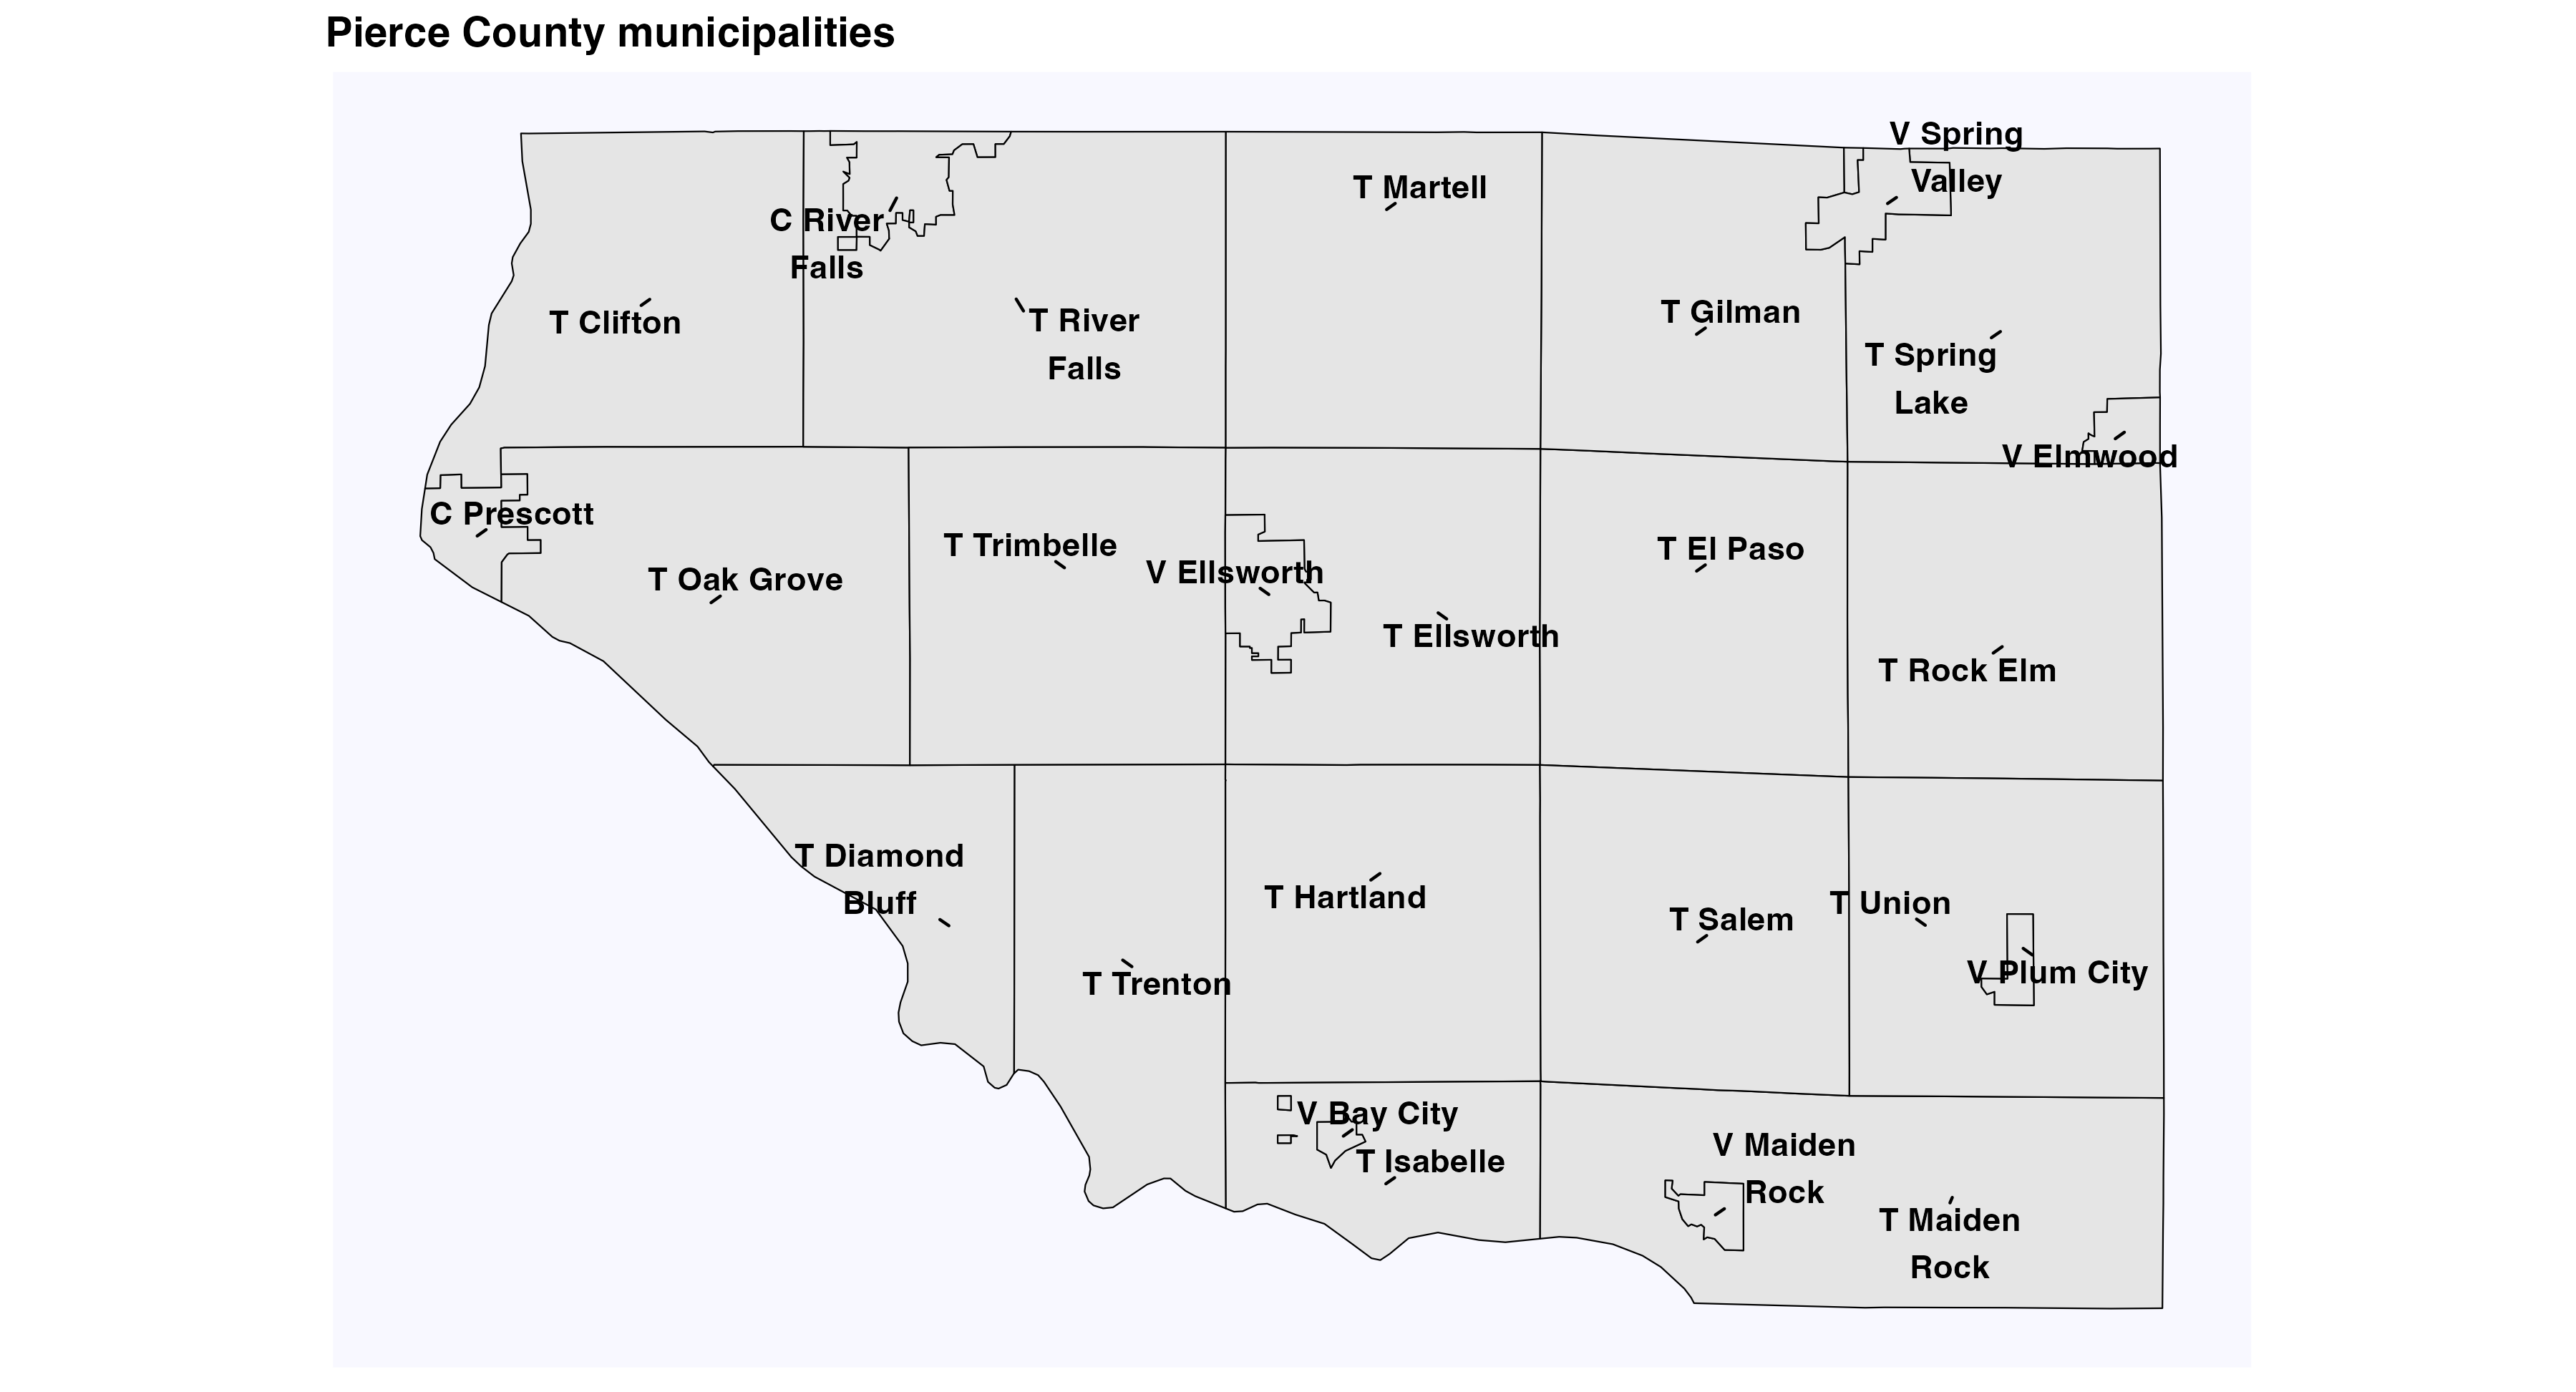 Pierce County municipalities
V Spring
Valley
T Martell
C River
Falls
T Clifton
T River
Falls
T Gilman
T Spring
Lake
V Elmwood
C Prescott
T Trimbelle
T El Paso
V Ellsworth
T Oak Grove
T Ellsworth
T Rock Elm
T Diamond
Bluff
T Hartland
T Union
T Salem
V Plum City
T Trenton
V Bay City
T Isabelle
V Maiden
Rock
T Maiden
Rock